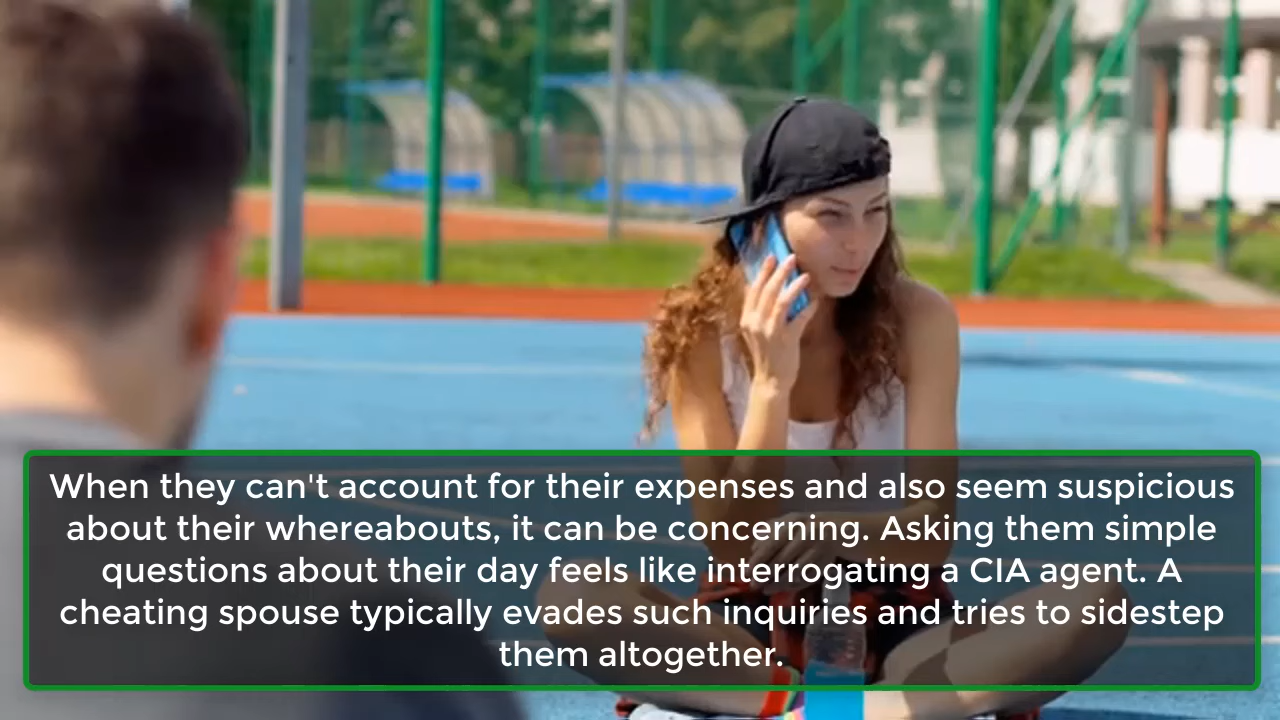 When they can't account for their expenses and also seem suspicious
about their whereabouts, it can be concerning. Asking them simple
questions about their day feels like interrogating a CIA agent. A
cheating spouse typically evades such inquiries and tries to sidestep
them altogether.